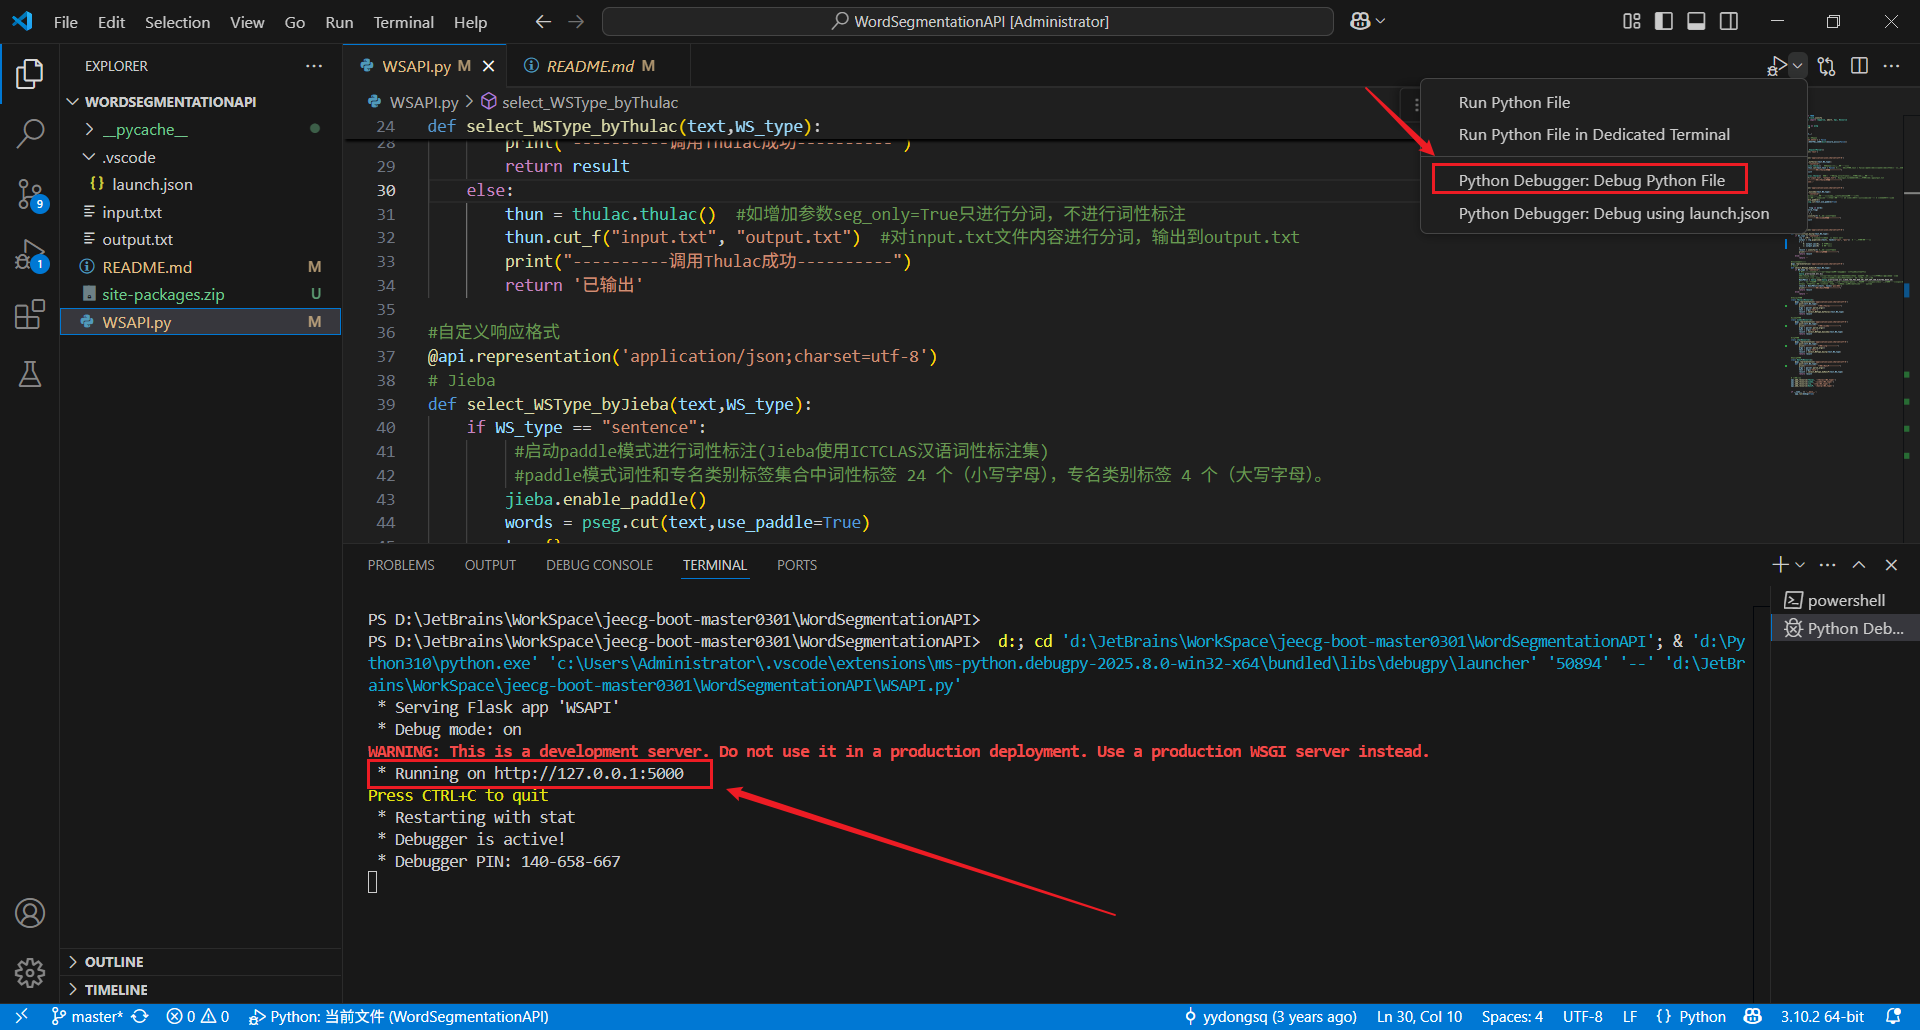 File Edit Selection View Go Run Terminal Help
WordSegmentationAPI [Administrator]
EXPLORER
WORDSEGMENTATIONAPI
__pycache__
.vscode
launch.json
input.txt
output.txt
README.md M
site-packages.zip U
WSAPI.py M
9
1
OUTLINE
TIMELINE
WSAPI.py M
README.md M
WSAPI.py > select_WSType_byThulac
Run Python File
Run Python File in Dedicated Terminal
Python Debugger: Debug Python File
Python Debugger: Debug using launch.json
24 def select_WSType_byThulac(text,WS_type):
28 print("----------调用Thulac成功----------")
29 return result
30 else:
31 thun = thulac.thulac() #如增加参数seg_only=True只进行分词，不进行词性标注
32 thun.cut_f("input.txt", "output.txt") #对input.txt文件内容进行分词，输出到output.txt
33 print("----------调用Thulac成功----------")
34 return '已输出'
35
36 #自定义响应格式
37 @api.representation('application/json;charset=utf-8')
38 # Jieba
39 def select_WSType_byJieba(text,WS_type):
40 if WS_type == "sentence":
41 #启动paddle模式进行词性标注(Jieba使用ICTCLAS汉语词性标注集)
42 #paddle模式词性和专名类别标签集合中词性标签 24 个（小写字母），专名类别标签 4 个（大写字母）。
43 jieba.enable_paddle()
44 words = pseg.cut(text,use_paddle=True)
PROBLEMS OUTPUT DEBUG CONSOLE TERMINAL PORTS
powershell
Python Deb...
PS D:\JetBrains\WorkSpace\jeecg-boot-master0301\WordSegmentationAPI>
PS D:\JetBrains\WorkSpace\jeecg-boot-master0301\WordSegmentationAPI> d:; cd 'd:\JetBrains\WorkSpace\jeecg-boot-master0301\WordSegmentationAPI'; & 'd:\Py
thon310\python.exe' 'c:\Users\Administrator\.vscode\extensions\ms-python.debugpy-2025.8.0-win32-x64\bundled\libs\debugpy\launcher' '50894' '--' 'd:\JetBr
ains\WorkSpace\jeecg-boot-master0301\WordSegmentationAPI\WSAPI.py'
* Serving Flask app 'WSAPI'
* Debug mode: on
WARNING: This is a development server. Do not use it in a production deployment. Use a production WSGI server instead.
* Running on http://127.0.0.1:5000
Press CTRL+C to quit
* Restarting with stat
* Debugger is active!
* Debugger PIN: 140-658-667
master* 0 0 Python: 当前文件 (WordSegmentationAPI) yydongsq (3 years ago) Ln 30, Col 10 Spaces: 4 UTF-8 LF {} Python 3.10.2 64-bit